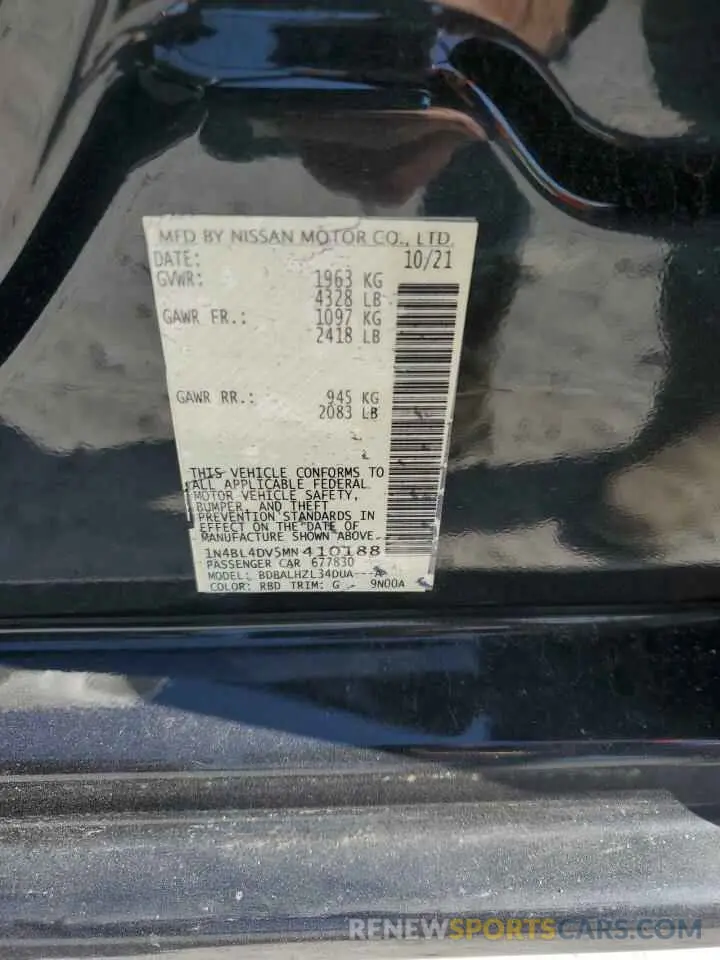 MFD BY NISSAN MOTOR CO., LTD.
DATE: 10/21
GVWR: 1963 KG
4328 LB
GAWR FR.: 1097 KG
2418 LB
GAWR RR.: 945 KG
2083 LB
THIS VEHICLE CONFORMS TO
ALL APPLICABLE FEDERAL
MOTOR VEHICLE SAFETY,
BUMPER, AND THEFT
PREVENTION STANDARDS IN
EFFECT ON THE DATE OF
MANUFACTURE SHOWN ABOVE.
1N4BL4DV5MN410188
PASSENGER CAR 677830
MODEL: BDBALHZL34DUA---A
COLOR: RBD TRIM: G 9N00A
RENEWSPORTSCARS.COM